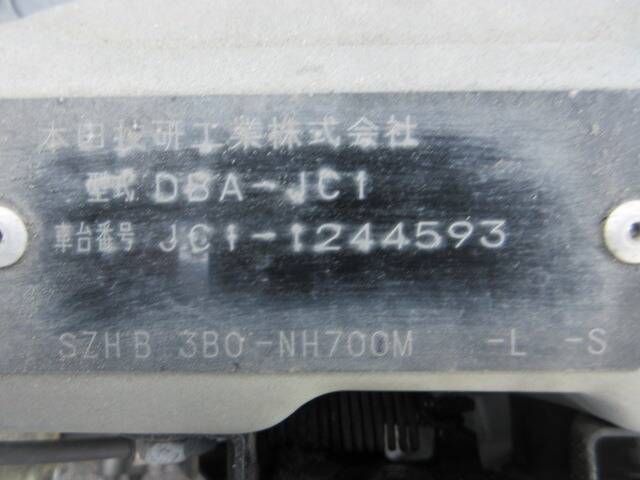 本田技研工業株式会社
型式 DBA-JC1
車台番号 JC1-1244593
SZHB 3B0-NH700M -L -S